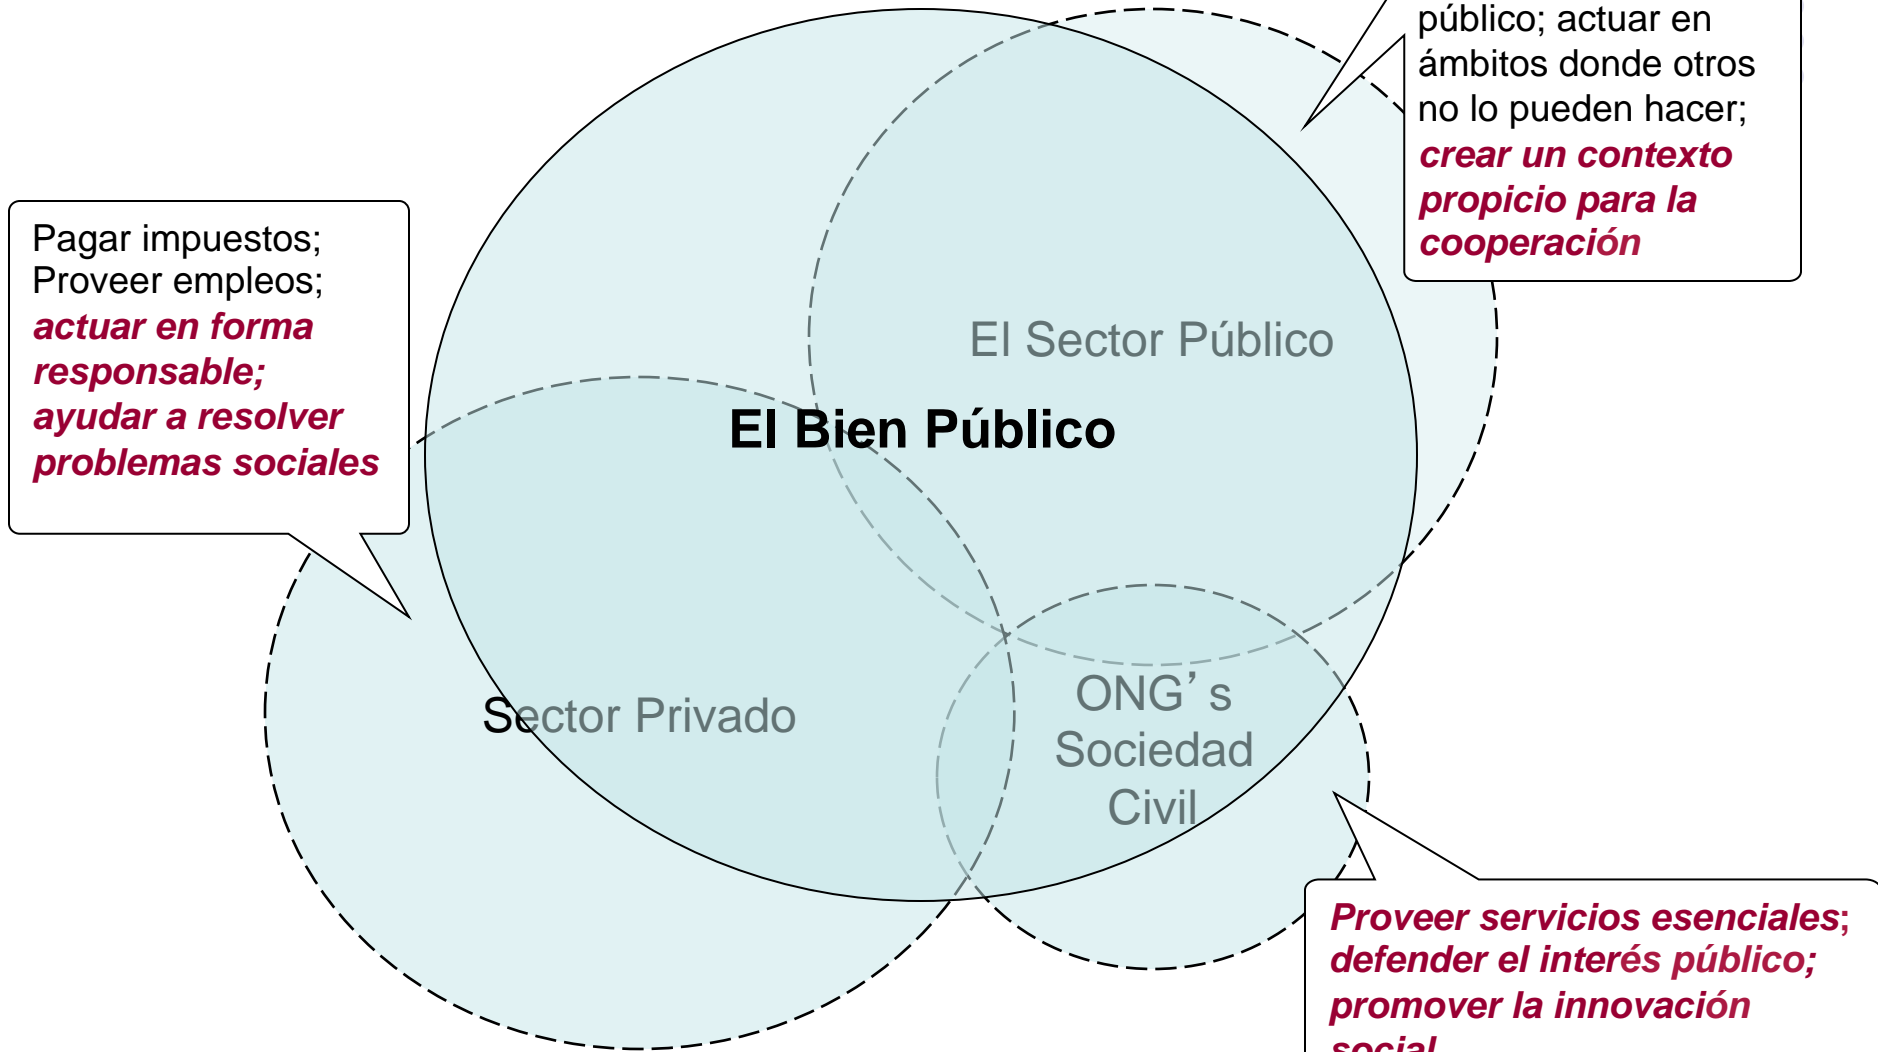 público; actuar en
ámbitos donde otros
no lo pueden hacer;
crear un contexto
propicio para la
cooperación
Pagar impuestos;
Proveer empleos;
actuar en forma
responsable;
ayudar a resolver
problemas sociales
El Sector Público
El Bien Público
Sector Privado
ONG’s
Sociedad
Civil
Proveer servicios esenciales;
defender el interés público;
promover la innovación
social